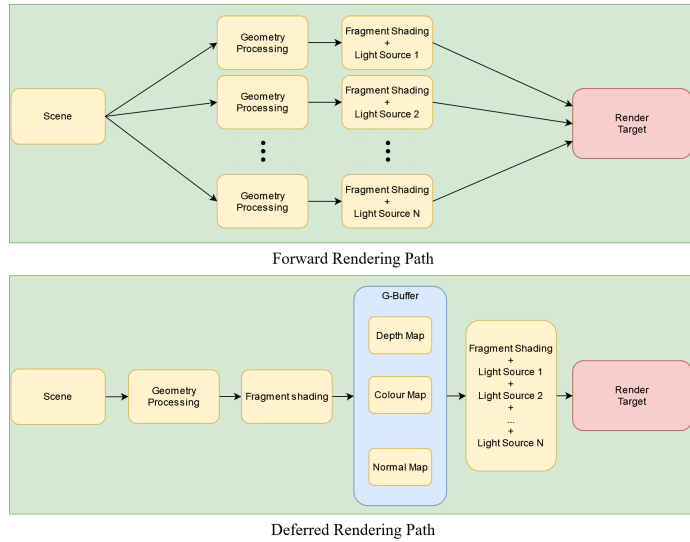 Geometry
Processing
Fragment Shading
+
Light Source 1
Scene
Geometry
Processing
Fragment Shading
+
Light Source 2
Render
Target
Geometry
Processing
Fragment Shading
+
Light Source N
Forward Rendering Path
Scene
Geometry
Processing
Fragment shading
G-Buffer
Depth Map
Colour Map
Normal Map
Fragment Shading
+
Light Source 1
+
Light Source 2
+
...
+
Light Source N
Render
Target
Deferred Rendering Path